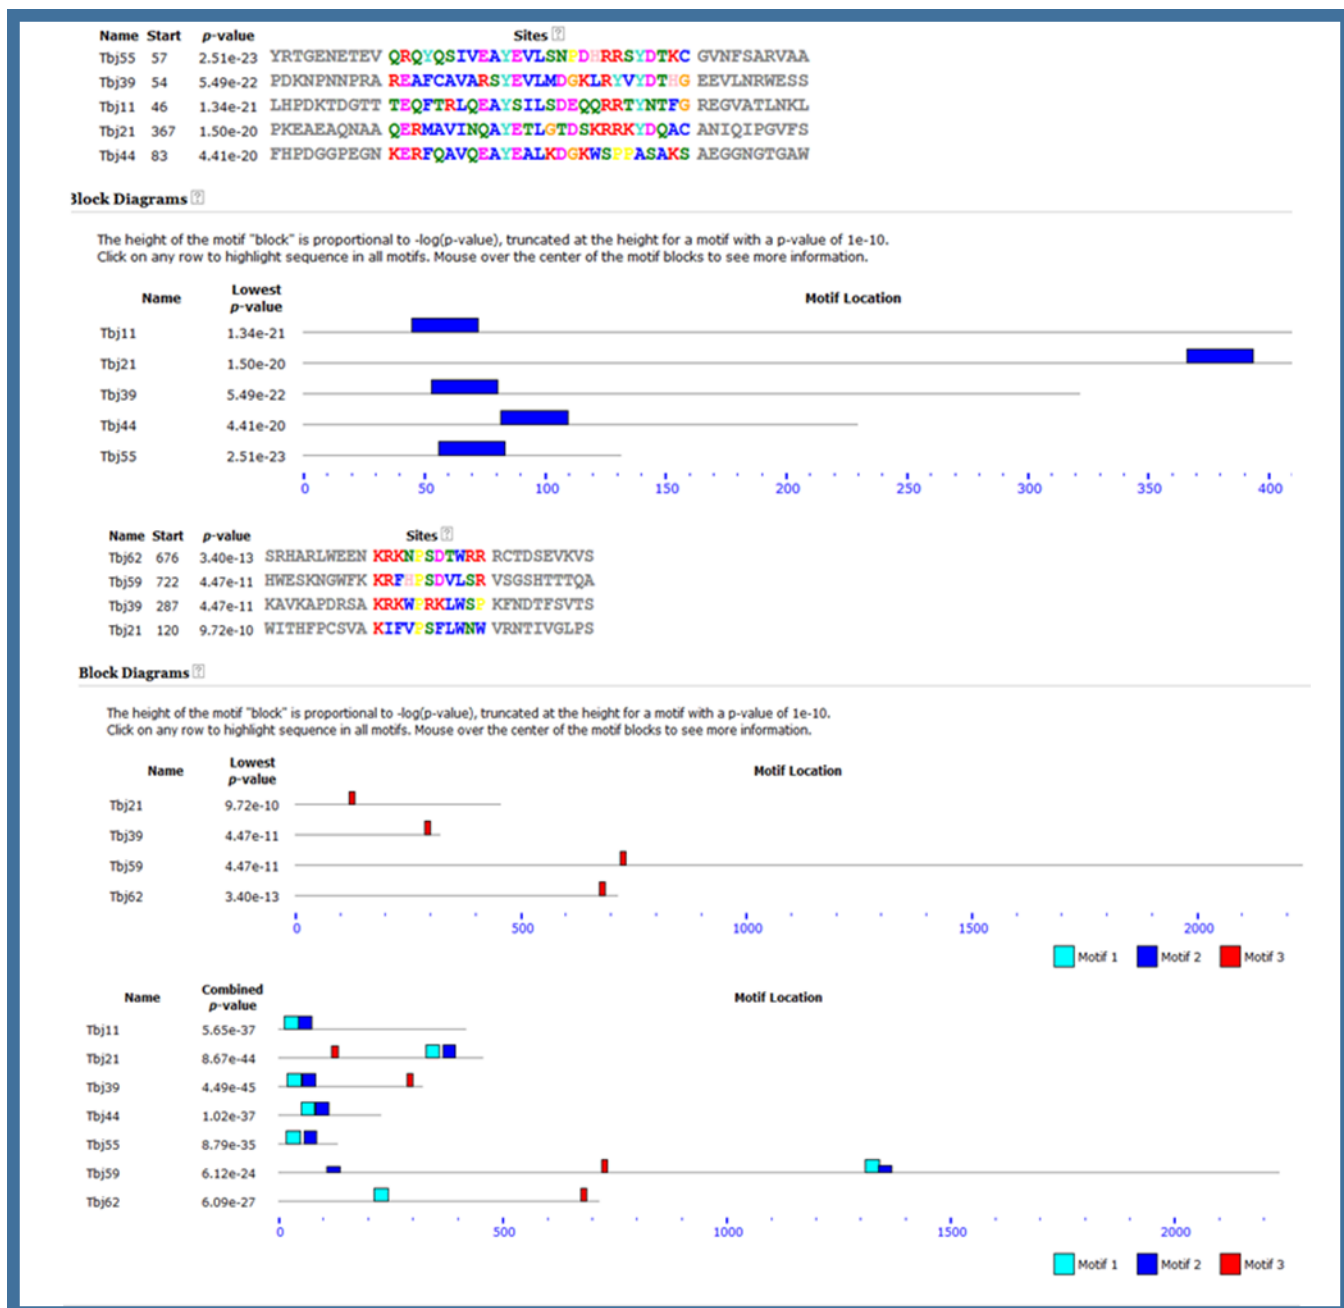 Name Start p-value Sites ?
Tbj55 57 2.51e-23 YRTGENETEV QRQYQSIVEAYEVLSNPDHRRSYDTKC GVNFSARVAA
Tbj39 54 5.49e-22 PDKNPNNPRA REAFCAVARSYEVLMDGKLRYVYDTHG EEVLNRWESS
Tbj11 46 1.34e-21 LHPDKTDGTT TEQFTRLQEAYSILSDEQQRRTYNTFG REGVATLNKL
Tbj21 367 1.50e-20 PKEAEAQNAA QERMAVINQAYETLGTDSKRRKYDQAC ANIQIPGVFS
Tbj44 83 4.41e-20 FHPDGGPEGN KERFQAVQEAYEALKDGKWSPPASAKS AEGGNGTGAW
Block Diagrams ?
The height of the motif "block" is proportional to -log(p-value), truncated at the height for a motif with a p-value of 1e-10.
Click on any row to highlight sequence in all motifs. Mouse over the center of the motif blocks to see more information.
Name Lowest p-value Motif Location
Tbj11 1.34e-21
Tbj21 1.50e-20
Tbj39 5.49e-22
Tbj44 4.41e-20
Tbj55 2.51e-23
0 50 100 150 200 250 300 350 400
Name Start p-value Sites ?
Tbj62 676 3.40e-13 SRHARLWEEN KRKNPSDTWRR RCTDSEVKVS
Tbj59 722 4.47e-11 HWESKNGWFK KRFHPSDVLSR VSGSHTTTQA
Tbj39 287 4.47e-11 KAVKAPDRSA KRKWPRKLWSP KFNDTFSVTS
Tbj21 120 9.72e-10 WITHFPCSVA KIFVPSFLWNW VRNTIVGLPS
Block Diagrams ?
The height of the motif "block" is proportional to -log(p-value), truncated at the height for a motif with a p-value of 1e-10.
Click on any row to highlight sequence in all motifs. Mouse over the center of the motif blocks to see more information.
Name Lowest p-value Motif Location
Tbj21 9.72e-10
Tbj39 4.47e-11
Tbj59 4.47e-11
Tbj62 3.40e-13
0 500 1000 1500 2000
Motif 1 Motif 2 Motif 3
Name Combined p-value Motif Location
Tbj11 5.65e-37
Tbj21 8.67e-44
Tbj39 4.49e-45
Tbj44 1.02e-37
Tbj55 8.79e-35
Tbj59 6.12e-24
Tbj62 6.09e-27
0 500 1000 1500 2000
Motif 1 Motif 2 Motif 3